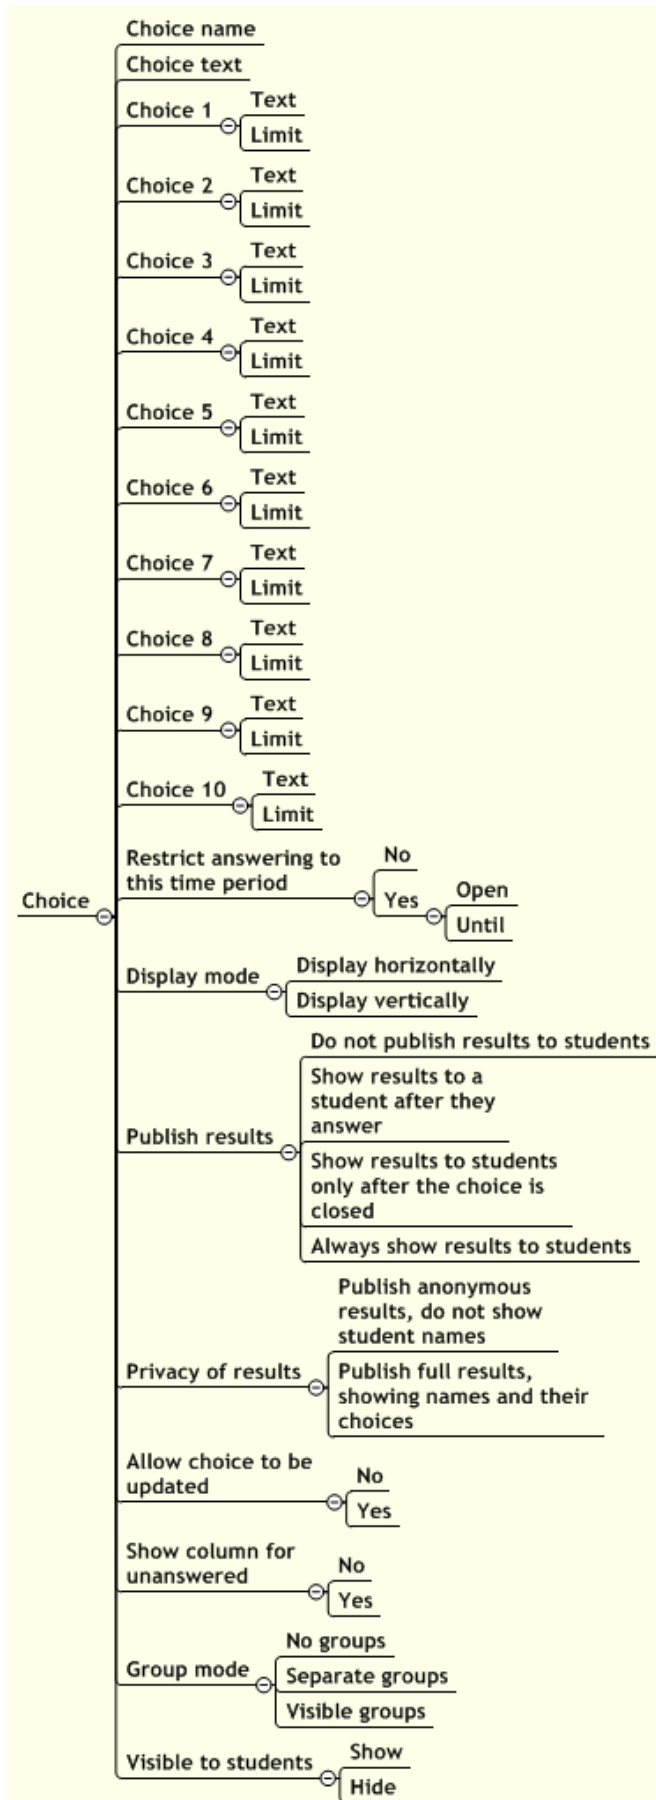 Choice name
Choice text
Choice 1
Text
Limit
Choice 2
Text
Limit
Choice 3
Text
Limit
Choice 4
Text
Limit
Choice 5
Text
Limit
Choice 6
Text
Limit
Choice 7
Text
Limit
Choice 8
Text
Limit
Choice 9
Text
Limit
Choice 10
Text
Limit
Choice
Restrict answering to
this time period
No
Yes
Open
Until
Display mode
Display horizontally
Display vertically
Publish results
Do not publish results to students
Show results to a
student after they
answer
Show results to students
only after the choice is
closed
Always show results to students
Privacy of results
Publish anonymous
results, do not show
student names
Publish full results,
showing names and their
choices
Allow choice to be
updated
No
Yes
Show column for
unanswered
No
Yes
Group mode
No groups
Separate groups
Visible groups
Visible to students
Show
Hide